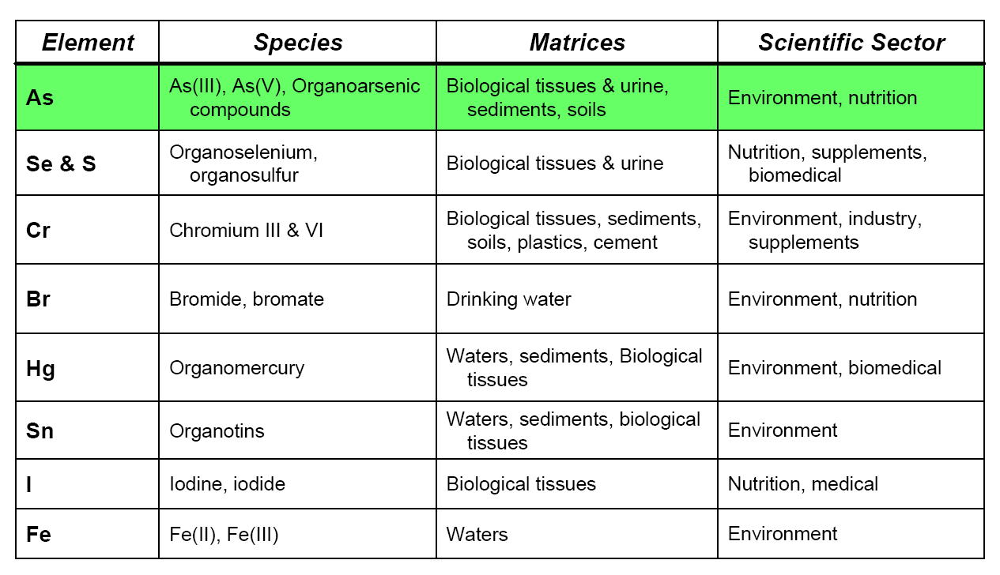 Element Species Matrices Scientific Sector
As As(III), As(V), Organoarsenic compounds Biological tissues & urine, sediments, soils Environment, nutrition
Se & S Organoselenium, organosulfur Biological tissues & urine Nutrition, supplements, biomedical
Cr Chromium III & VI Biological tissues, sediments, soils, plastics, cement Environment, industry, supplements
Br Bromide, bromate Drinking water Environment, nutrition
Hg Organomercury Waters, sediments, Biological tissues Environment, biomedical
Sn Organotins Waters, sediments, biological tissues Environment
I Iodine, iodide Biological tissues Nutrition, medical
Fe Fe(II), Fe(III) Waters Environment